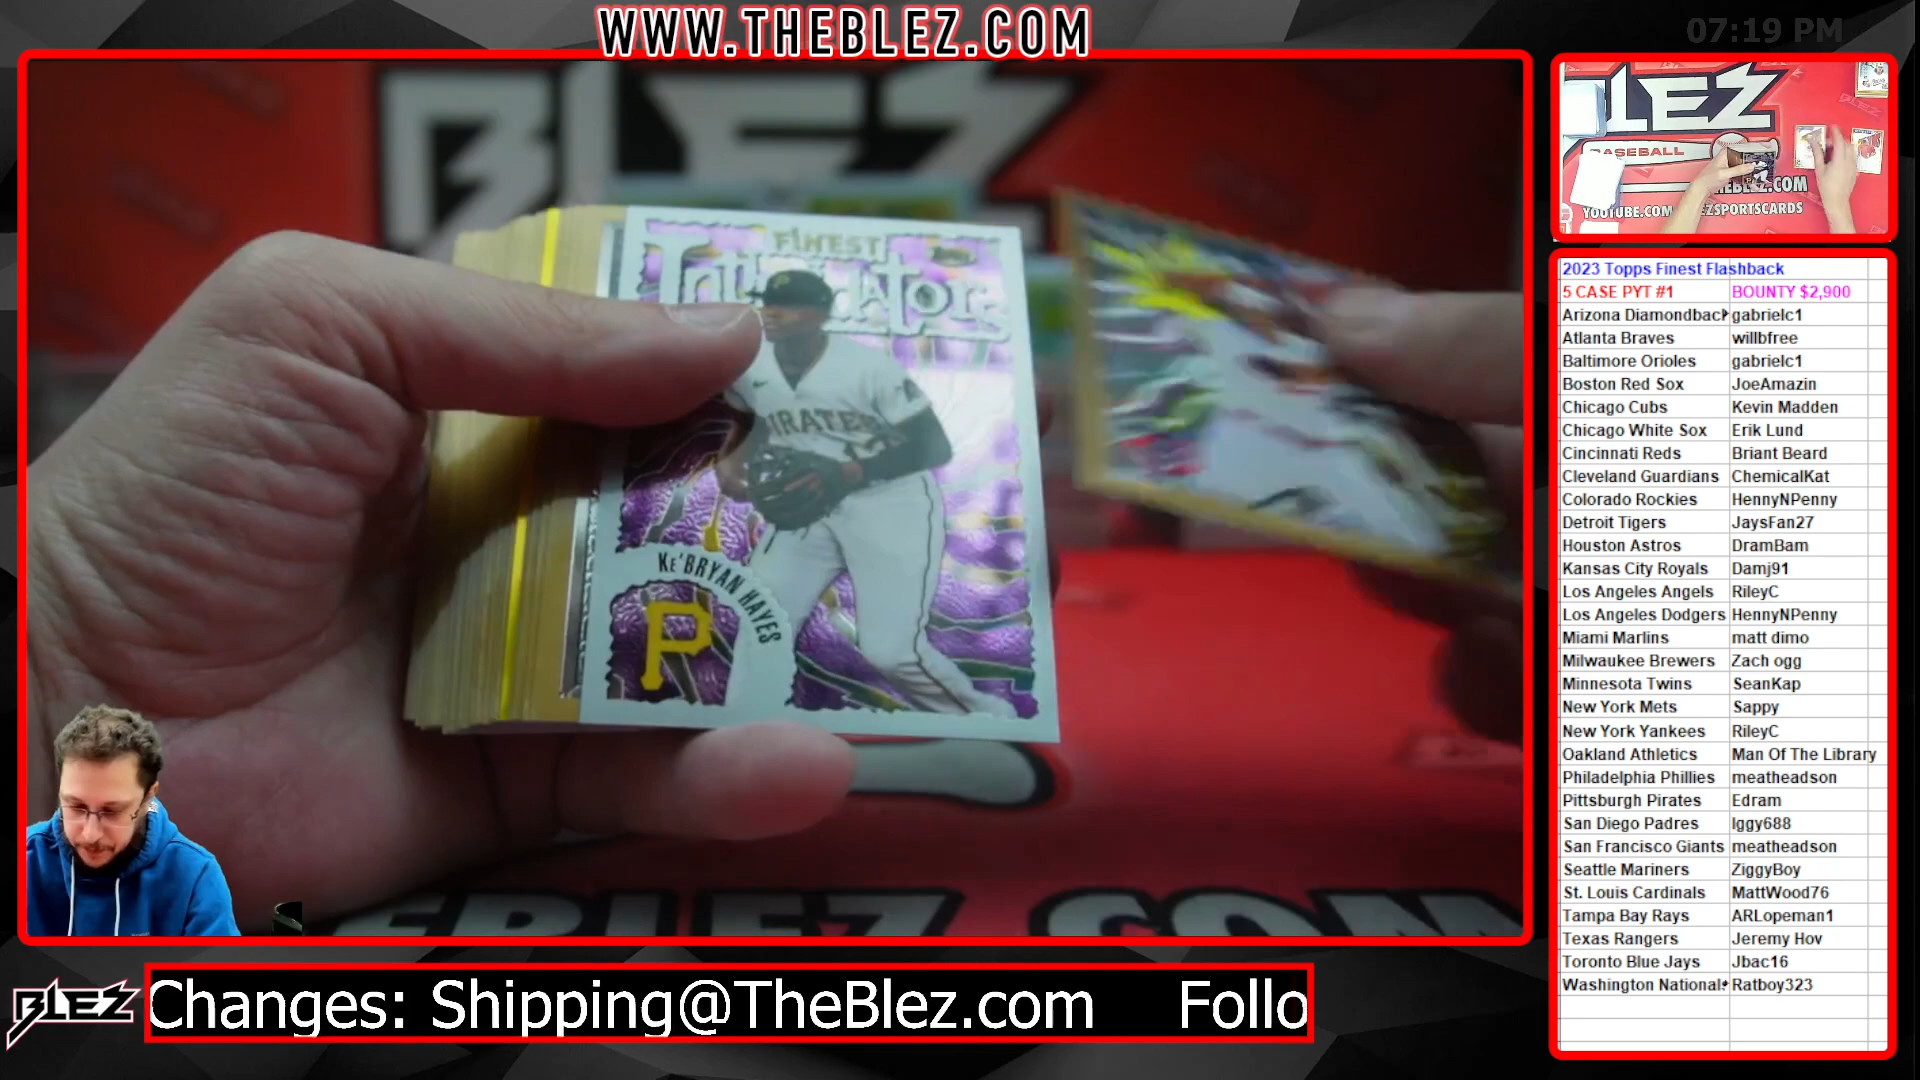 WWW.THEBLEZ.COM
07:19 PM
BLEZ
FINEST
KE'BRYAN HAYES
PIRATES
P
BLEZ
BASEBALL
YOUTUBE.COM
2023 Topps Finest Flashback
5 CASE PYT #1 BOUNTY $2,900
Arizona Diamondback gabrielc1
Atlanta Braves willbfree
Baltimore Orioles gabrielc1
Boston Red Sox JoeAmazin
Chicago Cubs Kevin Madden
Chicago White Sox Erik Lund
Cincinnati Reds Briant Beard
Cleveland Guardians ChemicalKat
Colorado Rockies HennyNPenny
Detroit Tigers JaysFan27
Houston Astros DramBam
Kansas City Royals Damj91
Los Angeles Angels RileyC
Los Angeles Dodgers HennyNPenny
Miami Marlins matt dimo
Milwaukee Brewers Zach ogg
Minnesota Twins SeanKap
New York Mets Sappy
New York Yankees RileyC
Oakland Athletics Man Of The Library
Philadelphia Phillies meatheadson
Pittsburgh Pirates Edram
San Diego Padres Iggy688
San Francisco Giants meatheadson
Seattle Mariners ZiggyBoy
St. Louis Cardinals MattWood76
Tampa Bay Rays ARLopeman1
Texas Rangers Jeremy Hov
Toronto Blue Jays Jbac16
Washington Nationals Ratboy323
BLEZ
Changes: Shipping@TheBlez.com Follo